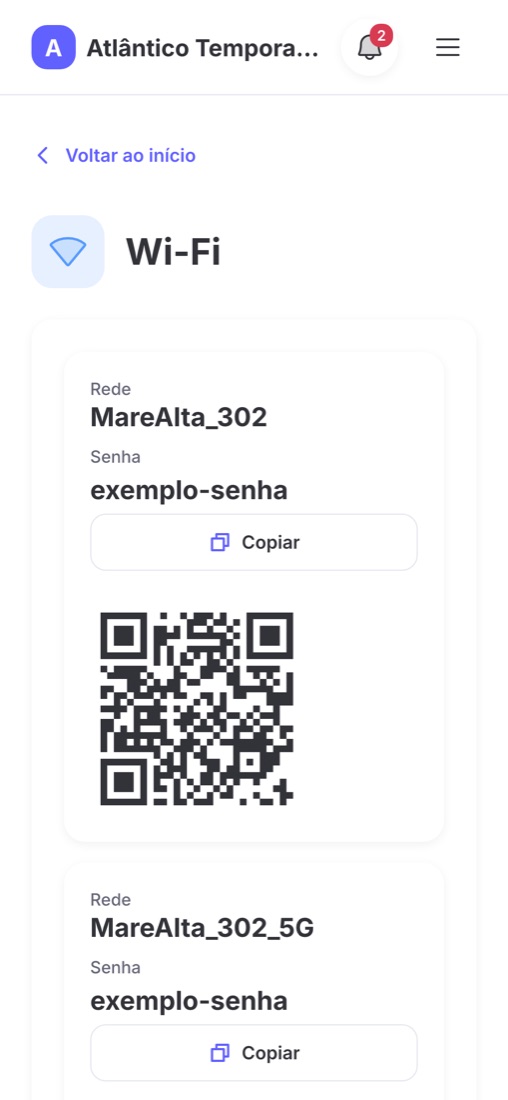 A Atlântico Tempora... 2
Voltar ao início
Wi-Fi
Rede
MareAlta_302
Senha
exemplo-senha
Copiar
Rede
MareAlta_302_5G
Senha
exemplo-senha
Copiar